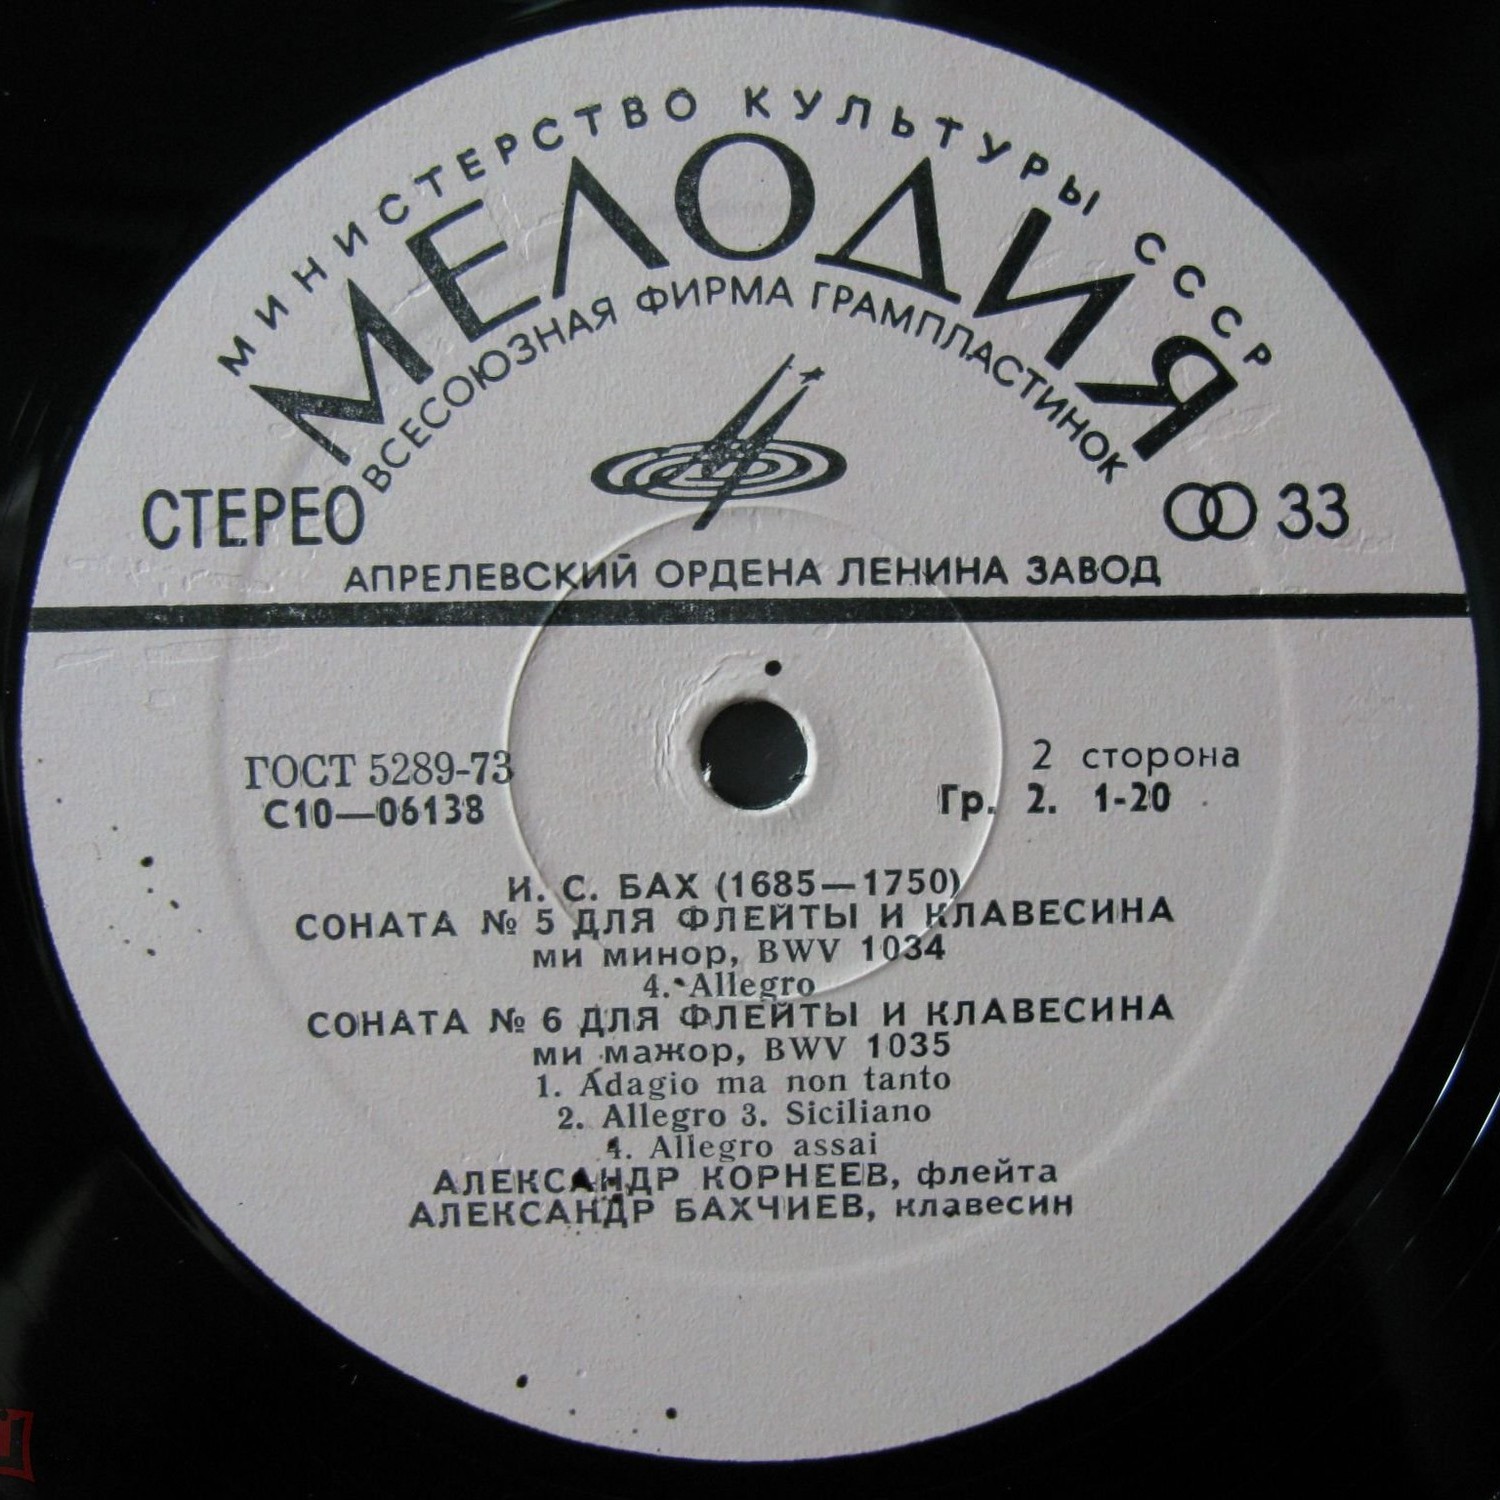 МИНИСТЕРСТВО КУЛЬТУРЫ СССР
МЕЛОДИЯ
ВСЕСОЮЗНАЯ ФИРМА ГРАМПЛАСТИНОК
СТЕРЕО
33
АПРЕЛЕВСКИЙ ОРДЕНА ЛЕНИНА ЗАВОД
ГОСТ 5289-73
С10—06138
2 сторона
Гр. 2. 1-20
И. С. БАХ (1685—1750)
СОНАТА № 5 ДЛЯ ФЛЕЙТЫ И КЛАВЕСИНА
ми минор, BWV 1034
4. Allegro
СОНАТА № 6 ДЛЯ ФЛЕЙТЫ И КЛАВЕСИНА
ми мажор, BWV 1035
1. Adagio ma non tanto
2. Allegro 3. Siciliano
4. Allegro assai
АЛЕКСАНДР КОРНЕЕВ, флейта
АЛЕКСАНДР БАХЧИЕВ, клавесин